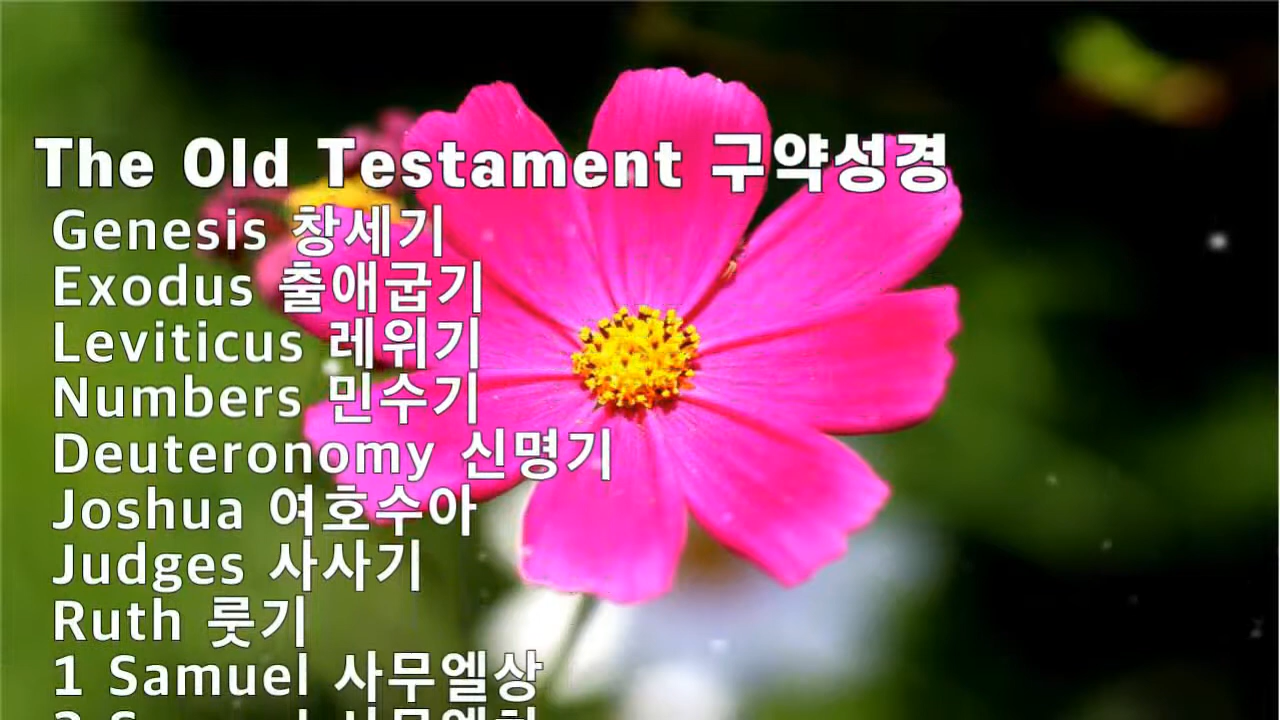 The Old Testament 구약성경
Genesis 창세기
Exodus 출애굽기
Leviticus 레위기
Numbers 민수기
Deuteronomy 신명기
Joshua 여호수아
Judges 사사기
Ruth 룻기
1 Samuel 사무엘상